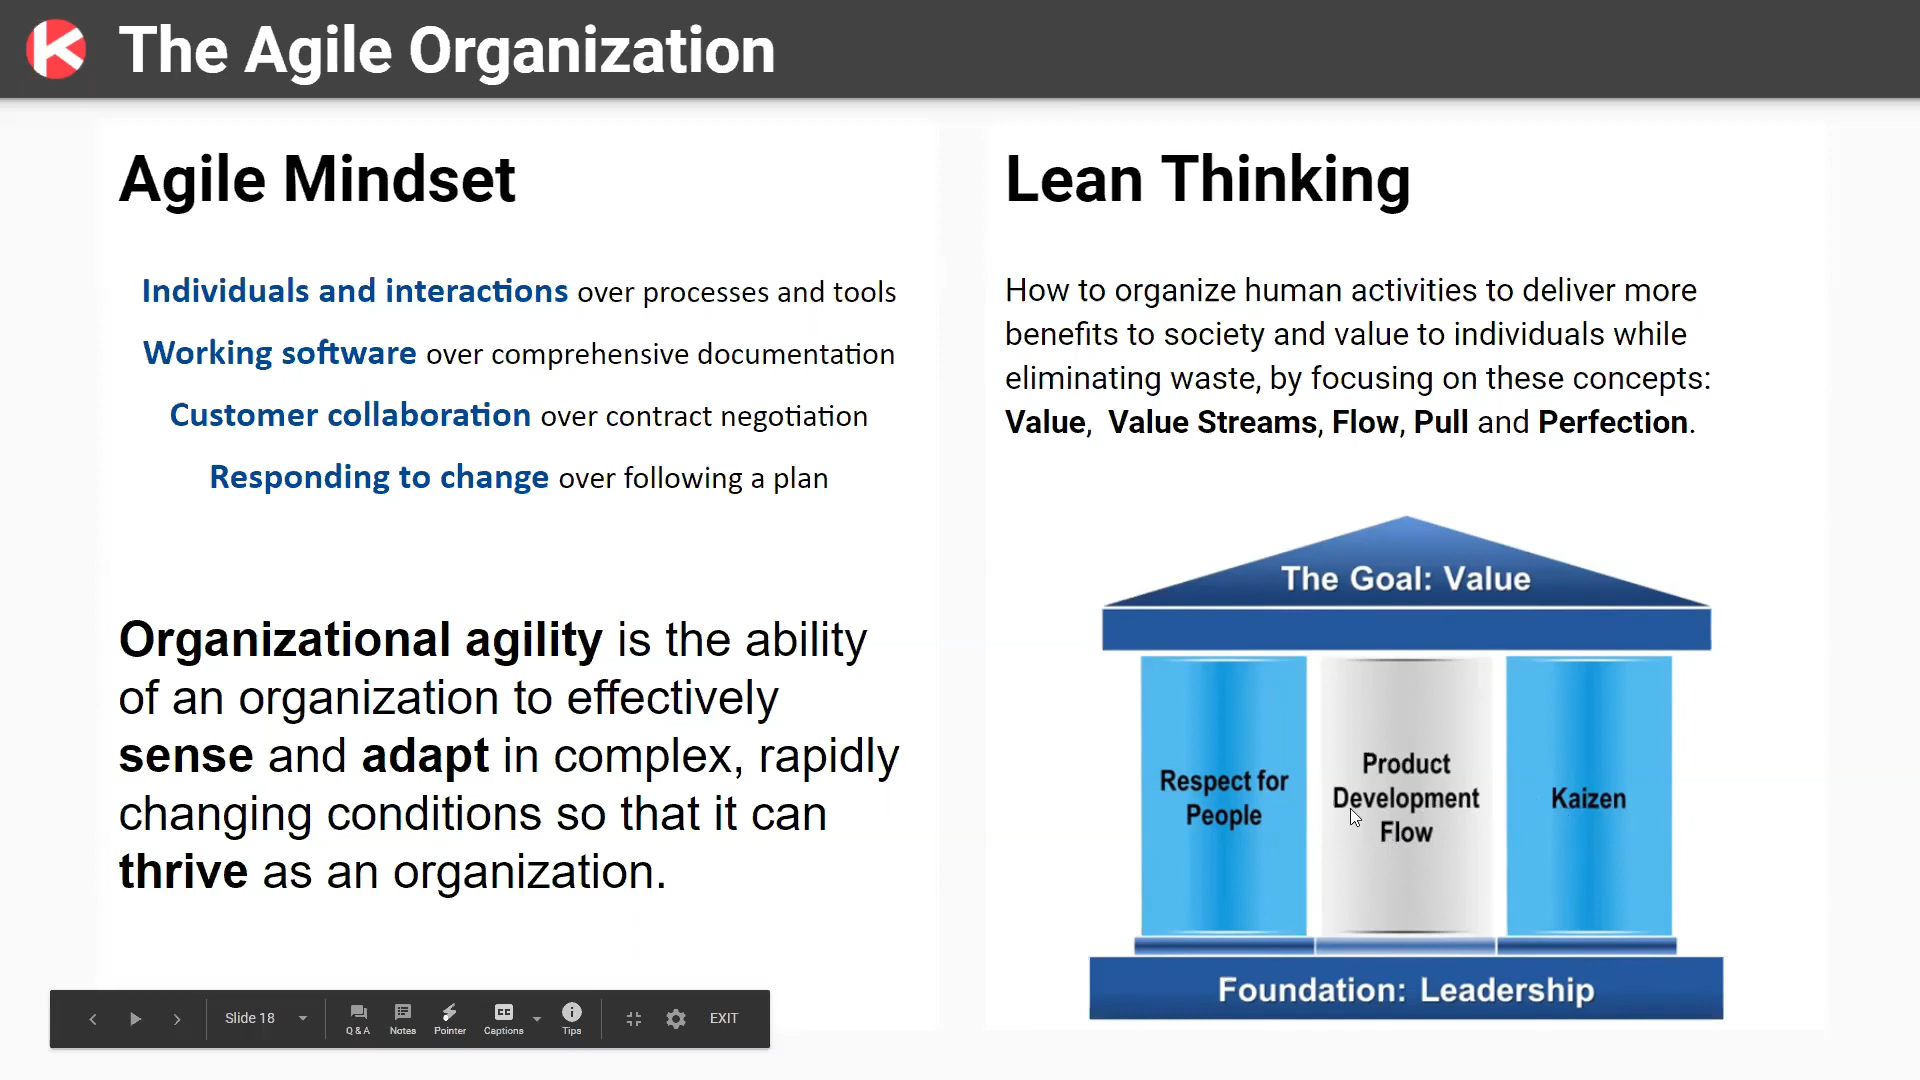 The Agile Organization
Agile Mindset
Individuals and interactions over processes and tools
Working software over comprehensive documentation
Customer collaboration over contract negotiation
Responding to change over following a plan
Organizational agility is the ability
of an organization to effectively
sense and adapt in complex, rapidly
changing conditions so that it can
thrive as an organization.
Lean Thinking
How to organize human activities to deliver more
benefits to society and value to individuals while
eliminating waste, by focusing on these concepts:
Value, Value Streams, Flow, Pull and Perfection.
The Goal: Value
Respect for
People
Product
Development
Flow
Kaizen
Foundation: Leadership
Slide 18
Q & A
Notes
Pointer
CC
Captions
Tips
EXIT